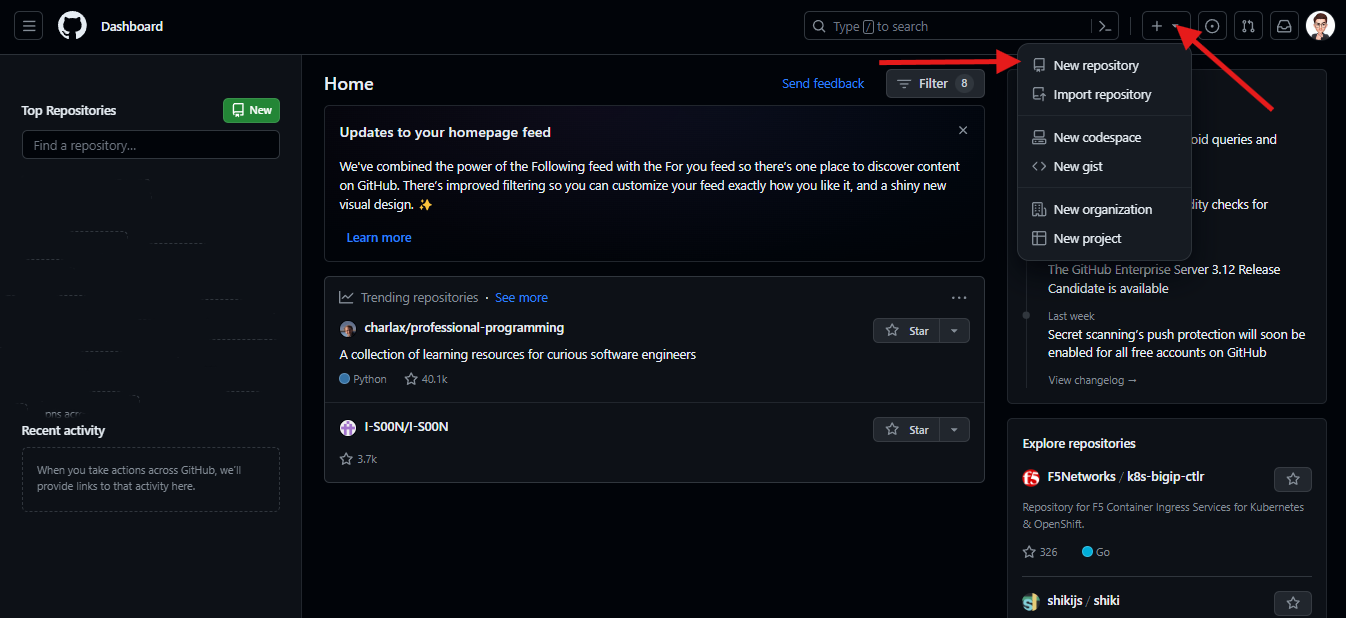 Dashboard
Type / to search
Top Repositories
New
Find a repository...
Recent activity
When you take actions across GitHub, we'll
provide links to that activity here.
Home
Send feedback
Filter 8
Updates to your homepage feed
We've combined the power of the Following feed with the For you feed so there's one place to discover content
on GitHub. There's improved filtering so you can customize your feed exactly how you like it, and a shiny new
visual design. ✨
Learn more
Trending repositories · See more
charlax/professional-programming
Star
A collection of learning resources for curious software engineers
Python 40.1k
I-S00N/I-S00N
Star
3.7k
New repository
Import repository
New codespace
New gist
New organization
New project
queries and
checks for
The GitHub Enterprise Server 3.12 Release
Candidate is available
Last week
Secret scanning's push protection will soon be
enabled for all free accounts on GitHub
View changelog →
Explore repositories
F5Networks / k8s-bigip-ctlr
Repository for F5 Container Ingress Services for Kubernetes
& OpenShift.
326 Go
shikijs / shiki